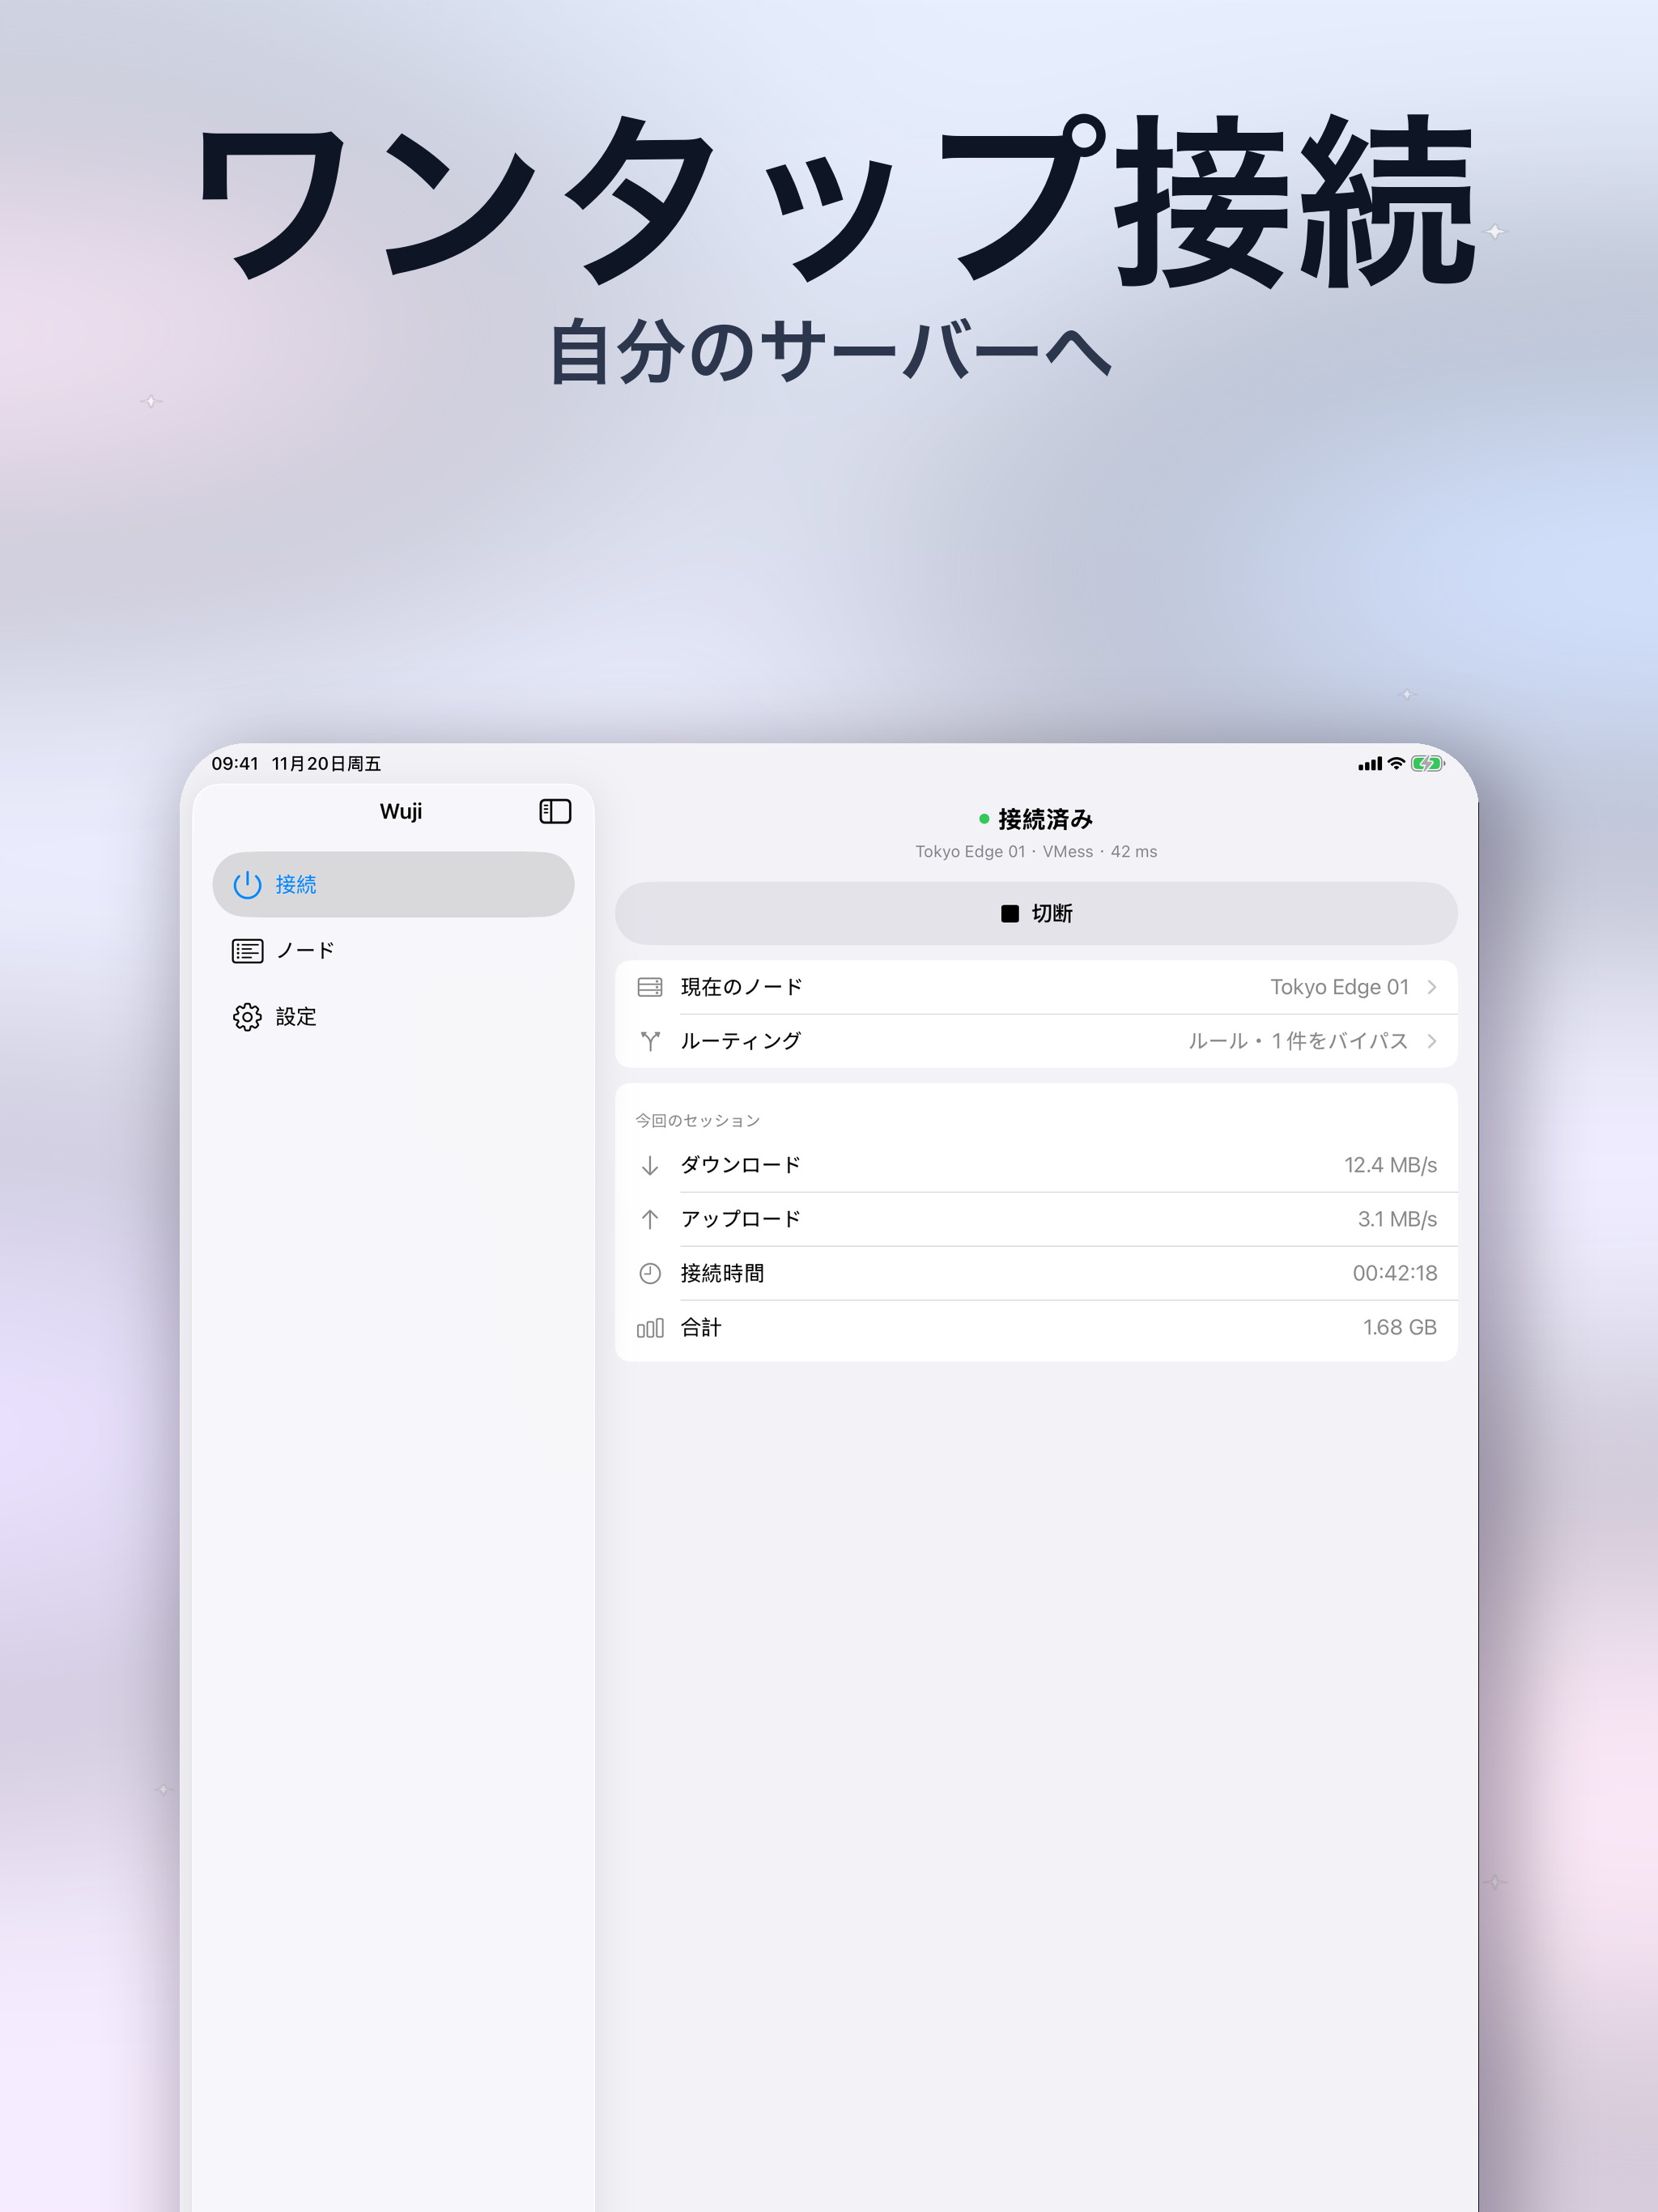 ワンタップ接続
自分のサーバーへ
09:41 11月20日周五
Wuji
接続
ノード
設定
接続済み
Tokyo Edge 01 · VMess · 42 ms
切断
現在のノード Tokyo Edge 01
ルーティング ルール・1件をバイパス
今回のセッション
ダウンロード 12.4 MB/s
アップロード 3.1 MB/s
接続時間 00:42:18
合計 1.68 GB